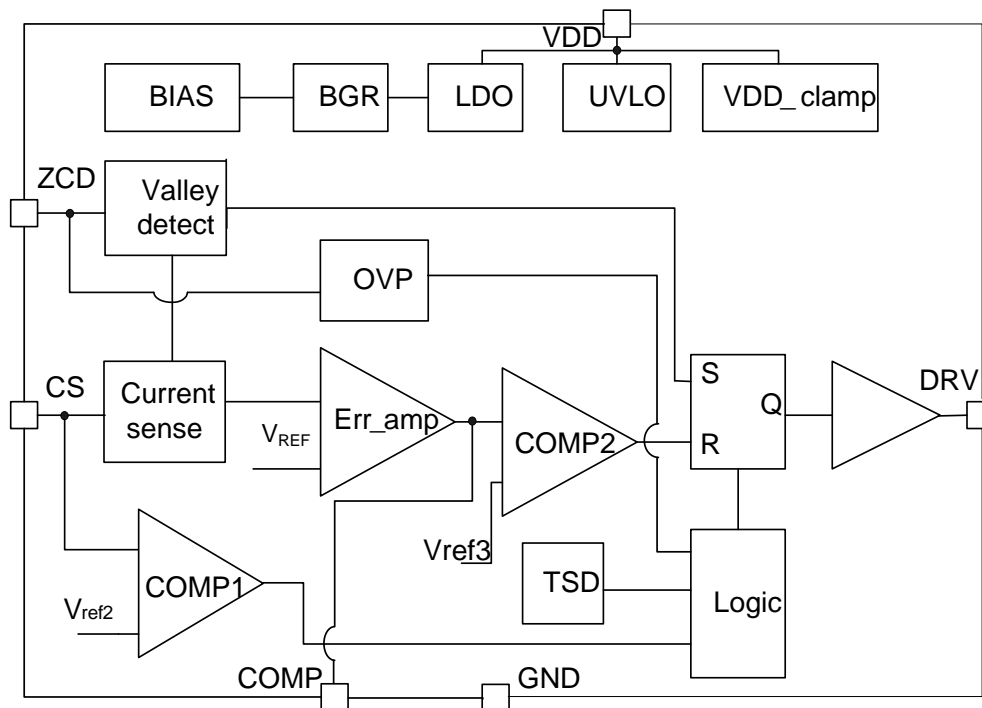 VDD
BIAS
BGR
LDO
UVLO
VDD_clamp
ZCD
Valley
detect
OVP
CS
Current
sense
VREF
Err_amp
COMP2
S
Q
R
DRV
Vref3
COMP1
Vref2
TSD
Logic
COMP
GND